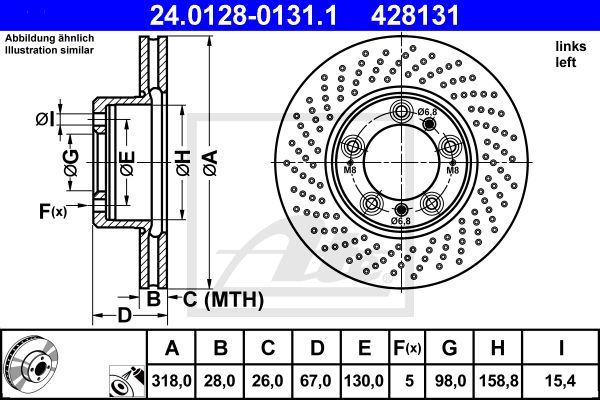 24.0128-0131.1 428131
Abbildung ähnlich
Illustration similar
links
left
ØI
ØG
ØE
ØH
ØA
F(x)
B
C (MTH)
D
Ø6,8
M8
M8
Ø6,8
Ate
A B C D E F(x) G H I
318,0 28,0 26,0 67,0 130,0 5 98,0 158,8 15,4